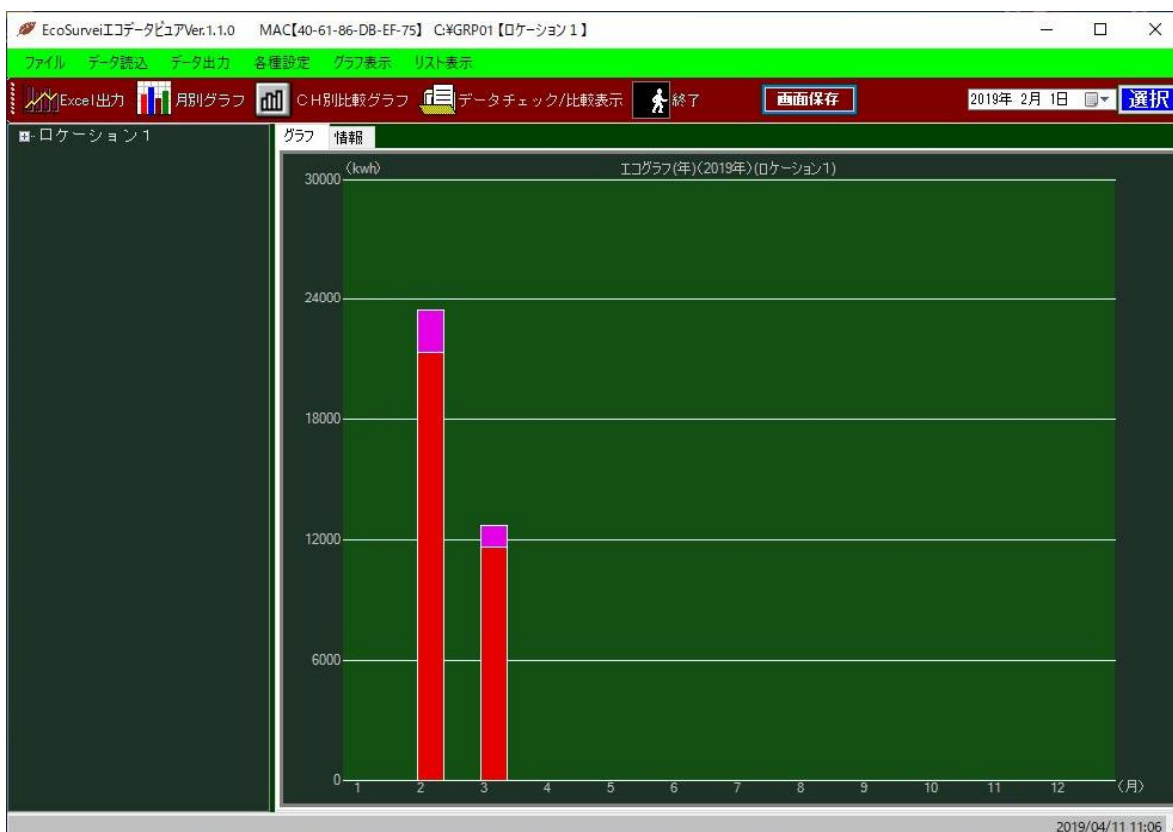 EcoSurveiエコデータビュアVer.1.1.0 MAC【40-61-86-DB-EF-75】 C:¥GRP01【ロケーション１】
ファイル データ読込 データ出力 各種設定 グラフ表示 リスト表示
Excel出力 月別グラフ CH別比較グラフ データチェック/比較表示 終了 画面保存 2019年 2月 1日 選択
ロケーション１
グラフ 情報
(kwh) エコグラフ(年)(2019年)(ロケーション1)
30000
24000
18000
12000
6000
0
1 2 3 4 5 6 7 8 9 10 11 12 (月)
2019/04/11 11:06